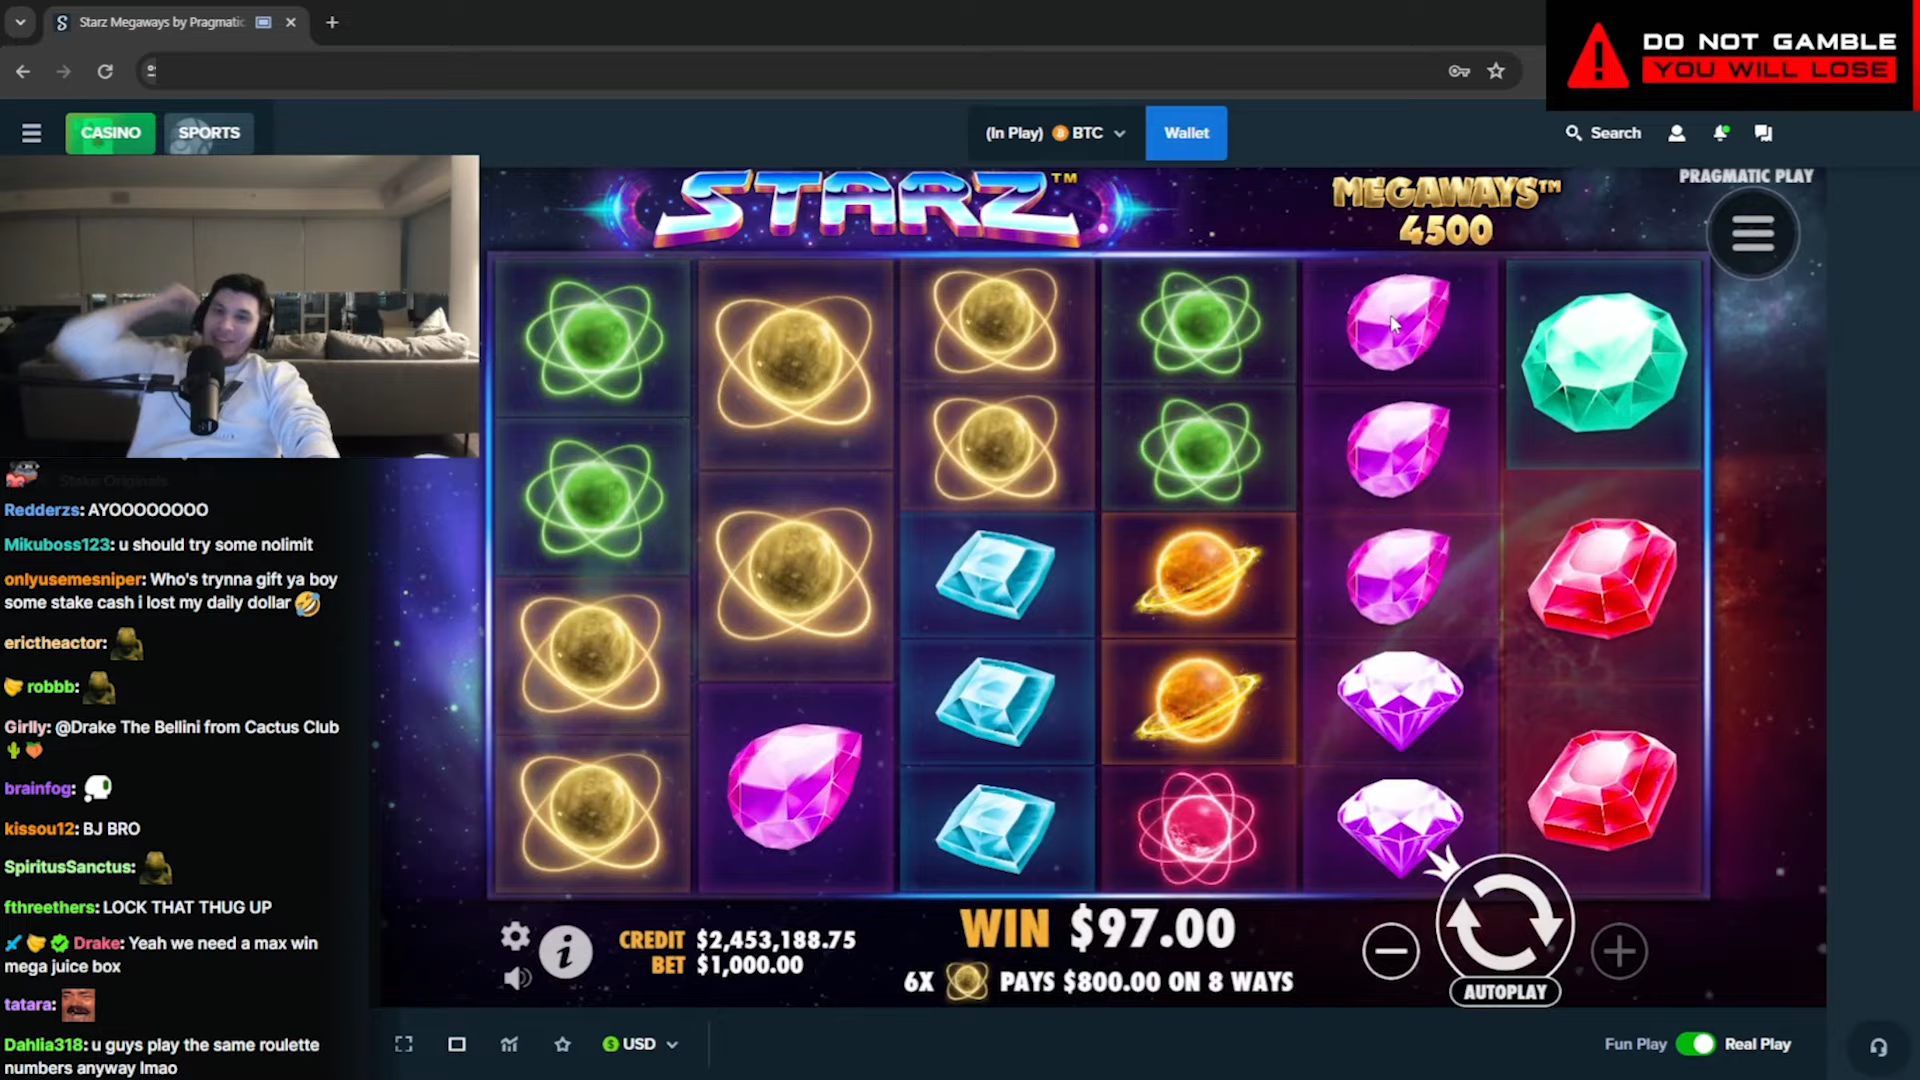 Starz Megaways by Pragmatic
DO NOT GAMBLE
YOU WILL LOSE
CASINO
SPORTS
(In Play) BTC
Wallet
Search
STARZ™
MEGAWAYS™
4500
PRAGMATIC PLAY
Stake Originals
Redderzs: AYOOOOOOOO
Mikuboss123: u should try some nolimit
onlyusemesniper: Who's trynna gift ya boy
some stake cash i lost my daily dollar 🤣
erictheactor:
robbb:
Girlly: @Drake The Bellini from Cactus Club
🌵🍑
brainfog:
kissou12: BJ BRO
SpiritusSanctus:
fthreethers: LOCK THAT THUG UP
Drake: Yeah we need a max win
mega juice box
tatara:
Dahlia318: u guys play the same roulette
numbers anyway lmao
CREDIT $2,453,188.75
BET $1,000.00
WIN $97.00
6X PAYS $800.00 ON 8 WAYS
AUTOPLAY
USD
Fun Play
Real Play